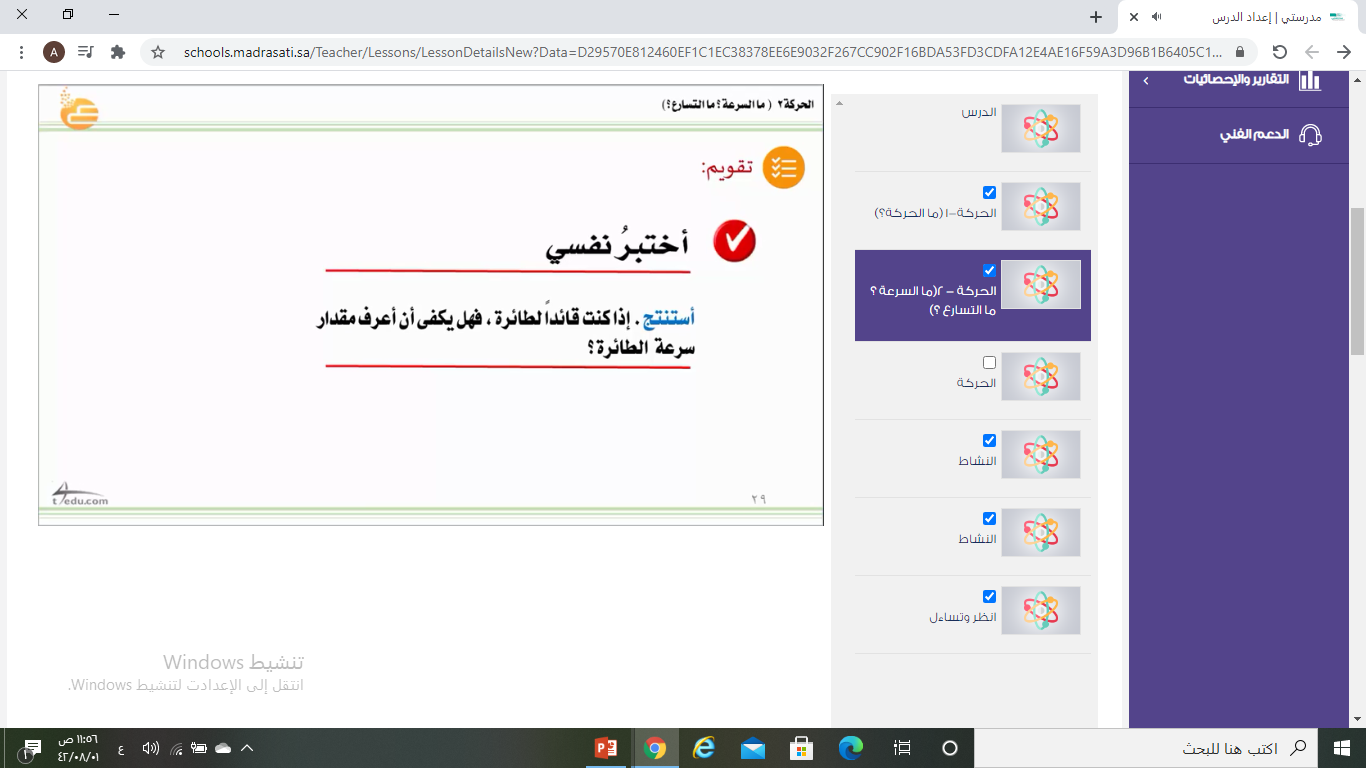 مدرستي | إعداد الدرس
schools.madrasati.sa/Teacher/Lessons/LessonDetailsNew?Data=D29570E812460EF1C1EC38378EE6E9032F267CC902F16BDA53FD3CDFA12E4AE16F59A3D96B1B6405C1...
A
التقارير والإحصائيات
الدعم الفني
الدرس
الحركة-١ (ما الحركة؟)
الحركة - ٢(ما السرعة ؟
ما التسارع ؟)
الحركة
النشاط
النشاط
انظر وتساءل
الحركة٢ ( ما السرعة؟ ما التسارع؟)
تقويم:
أختبرُ نفسي
أستنتج . إذا كنت قائداً لطائرة ، فهل يكفى أن أعرف مقدار
سرعة الطائرة؟
t4edu.com
٢٩
تنشيط Windows
انتقل إلى الإعدادت لتنشيط Windows.
اكتب هنا للبحث
ع
١١:٥٦ ص
٤٢/٠٨/٠١
١